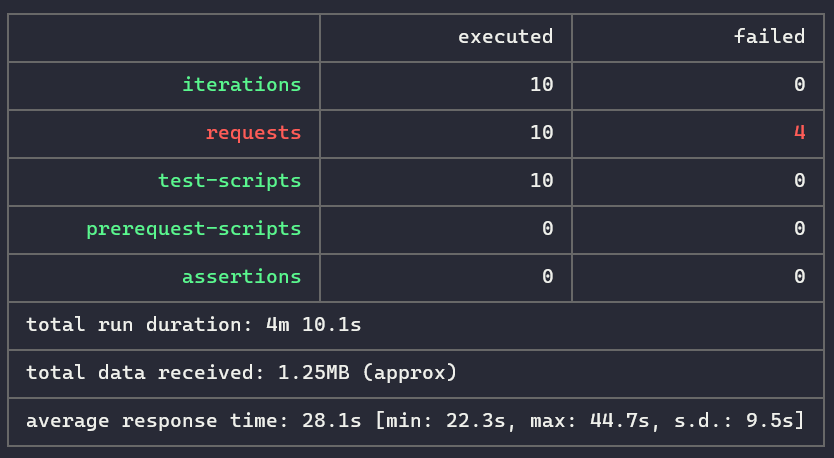 executed failed
iterations 10 0
requests 10 4
test-scripts 10 0
prerequest-scripts 0 0
assertions 0 0
total run duration: 4m 10.1s
total data received: 1.25MB (approx)
average response time: 28.1s [min: 22.3s, max: 44.7s, s.d.: 9.5s]